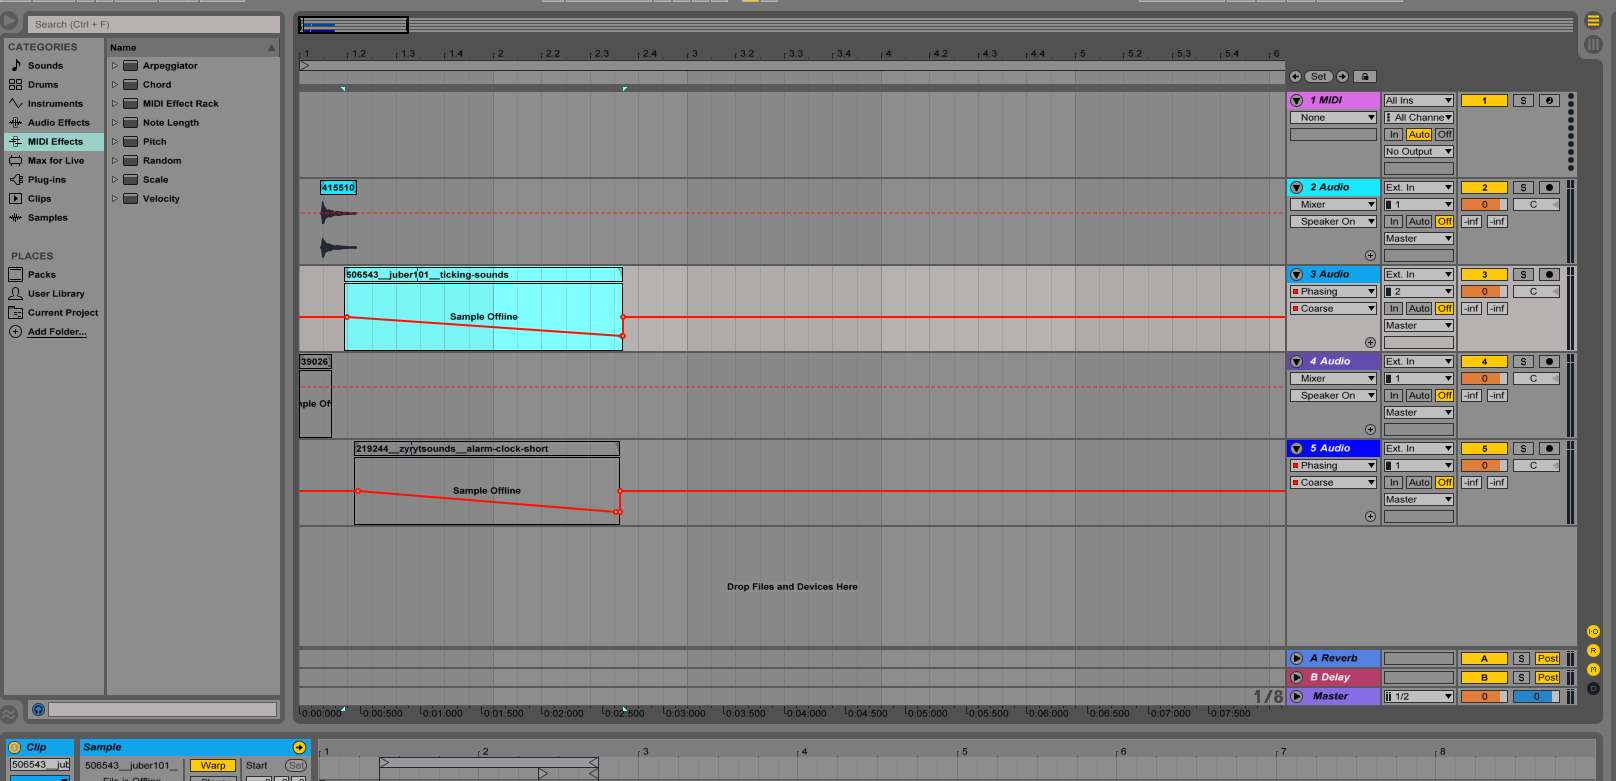 Search (Ctrl + F)
CATEGORIES
Sounds
Drums
Instruments
Audio Effects
MIDI Effects
Max for Live
Plug-ins
Clips
Samples
PLACES
Packs
User Library
Current Project
Add Folder...
Name
Arpeggiator
Chord
MIDI Effect Rack
Note Length
Pitch
Random
Scale
Velocity
1 1.2 1.3 1.4 2 2.2 2.3 2.4 3 3.2 3.3 3.4 4 4.2 4.3 4.4 5 5.2 5.3 5.4 6
Set
1 MIDI All Ins 1 S
None All Channe
In Auto Off
No Output
415510 2 Audio Ext. In 2 S
Mixer 1 0 C
Speaker On In Auto Off -inf -inf
Master
506543__juber101__ticking-sounds 3 Audio Ext. In 3 S
Phasing 2 0 C
Sample Offline Coarse In Auto Off -inf -inf
Master
39026_ 4 Audio Ext. In 4 S
Mixer 1 0 C
nple Off Speaker On In Auto Off -inf -inf
Master
219244__zyrytsounds__alarm-clock-short 5 Audio Ext. In 5 S
Phasing 1 0 C
Sample Offline Coarse In Auto Off -inf -inf
Master
Drop Files and Devices Here
I·O
R
M
D
A Reverb A S Post
B Delay B S Post
1/8 Master 1/2 0 0
0:00:000 0:00:500 0:01:000 0:01:500 0:02:000 0:02:500 0:03:000 0:03:500 0:04:000 0:04:500 0:05:000 0:05:500 0:06:000 0:06:500 0:07:000 0:07:500
Clip Sample 1 2 3 4 5 6 7 8
506543__jub 506543__juber101__ Warp Start Set
File is Offline